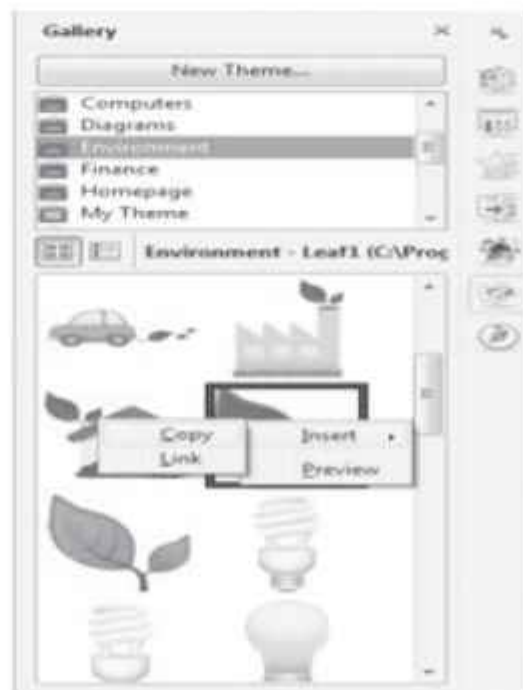 Gallery
New Theme...
Computers
Diagrams
Environment
Finance
Homepage
My Theme
Environment - Leaf1 (C:\Prog
Copy
Insert
Link
Preview